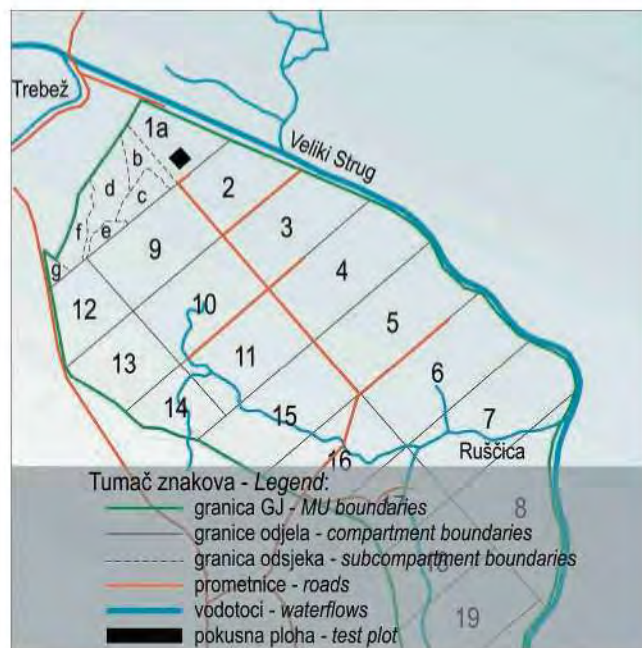 Trebež
1a
Veliki Strug
b
2
d
c
3
f
e
9
4
g
10
5
12
11
6
13
7
14
15
Ruščica
16
Tumač znakova - Legend:
granica GJ - MU boundaries
17
8
granice odjela - compartment boundaries
granica odsjeka - subcompartment boundaries
18
prometnice - roads
19
vodotoci - waterflows
pokusna ploha - test plot